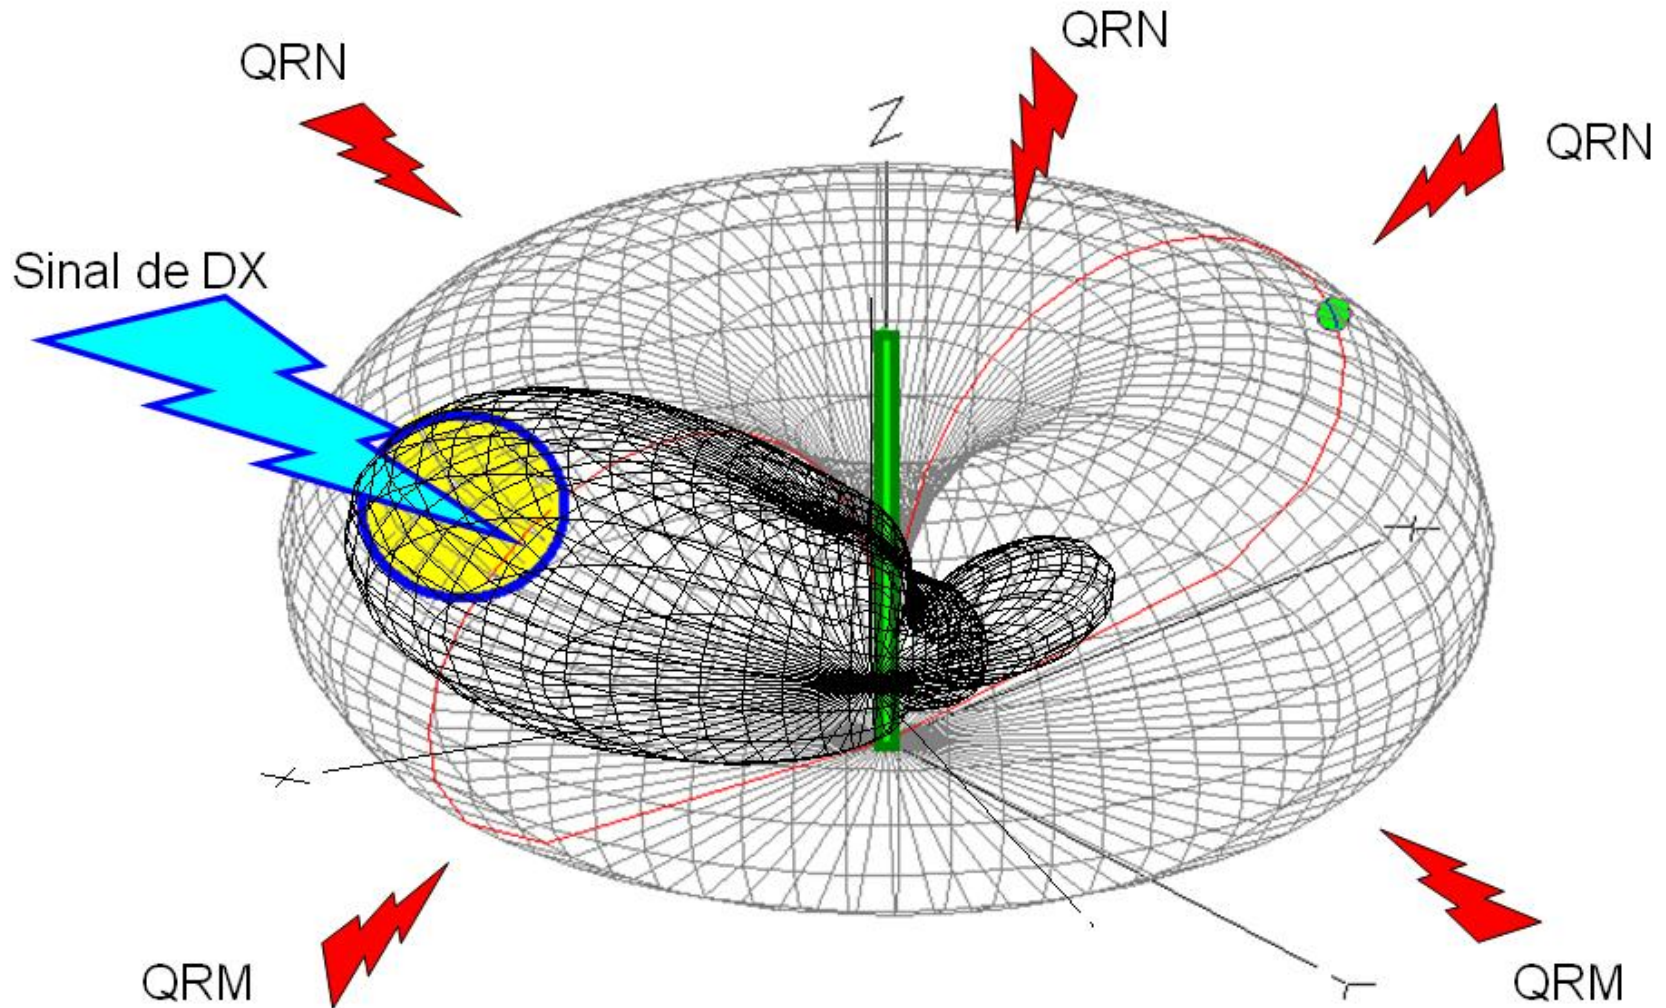 QRN
QRN
QRN
Z
Sinal de DX
X
X
QRM
QRM
Y